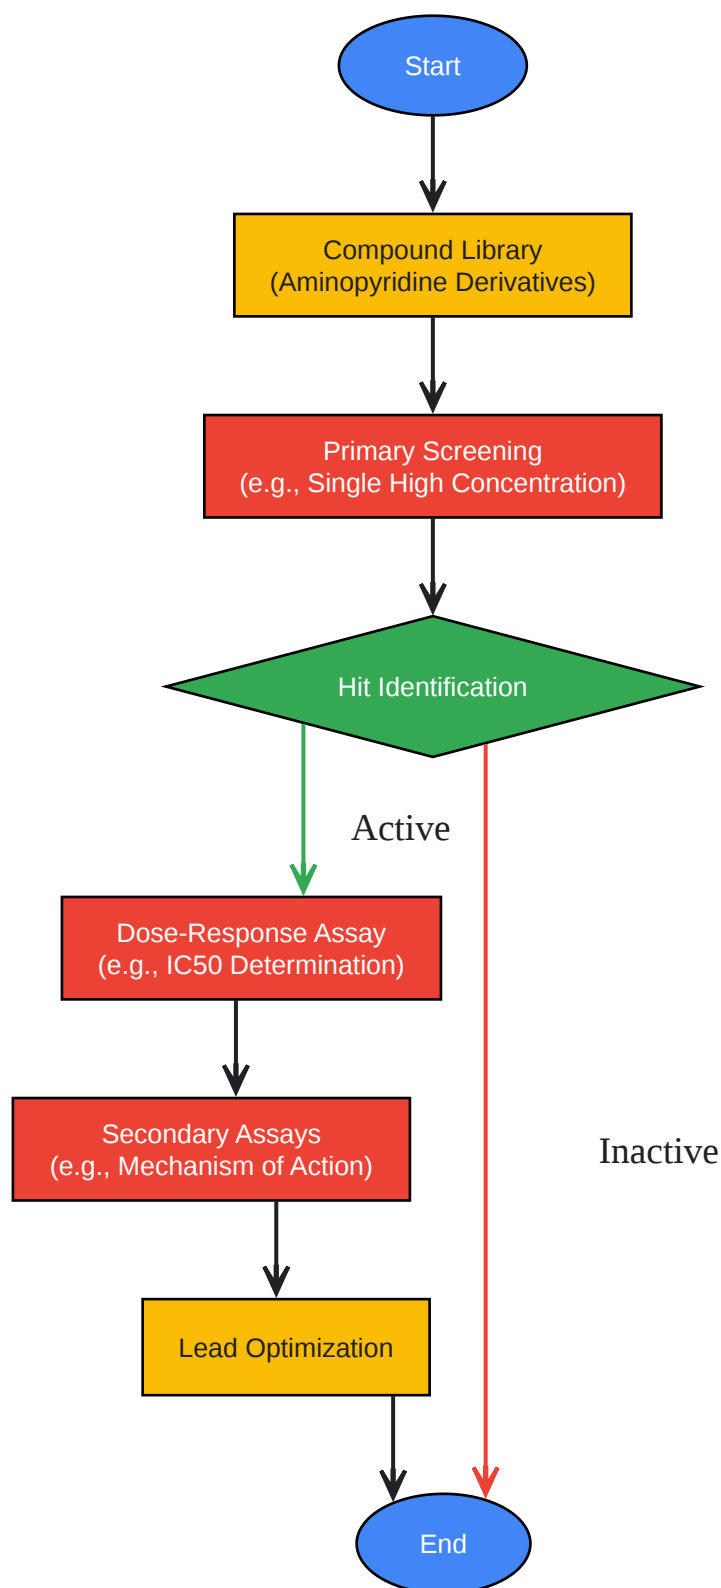 Start
Compound Library
(Aminopyridine Derivatives)
Primary Screening
(e.g., Single High Concentration)
Hit Identification
Active
Dose-Response Assay
(e.g., IC50 Determination)
Secondary Assays
(e.g., Mechanism of Action)
Inactive
Lead Optimization
End